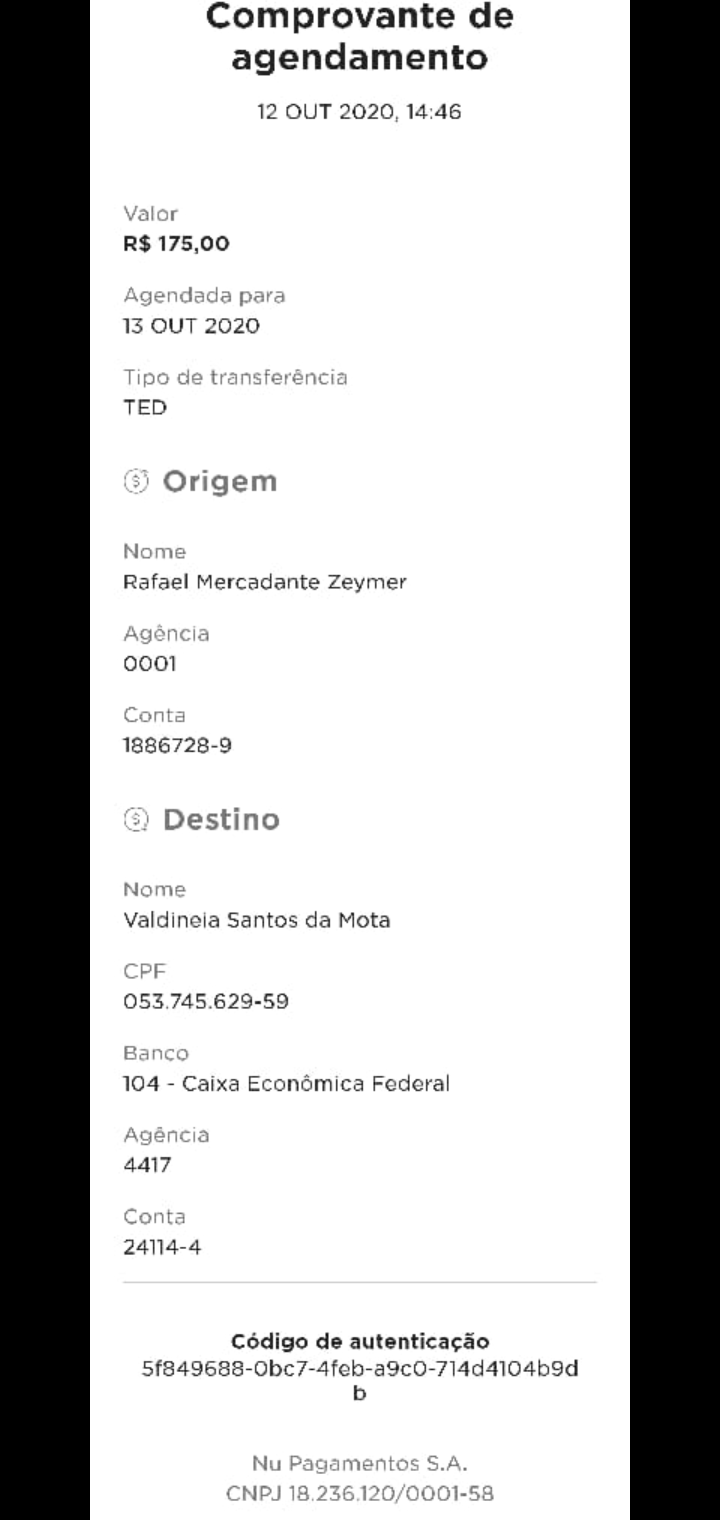 Comprovante de
agendamento
12 OUT 2020, 14:46
Valor
R$ 175,00
Agendada para
13 OUT 2020
Tipo de transferência
TED
Origem
Nome
Rafael Mercadante Zeymer
Agência
0001
Conta
1886728-9
Destino
Nome
Valdineia Santos da Mota
CPF
053.745.629-59
Banco
104 - Caixa Econômica Federal
Agência
4417
Conta
24114-4
Código de autenticação
5f849688-0bc7-4feb-a9c0-714d4104b9d
b
Nu Pagamentos S.A.
CNPJ 18.236.120/0001-58